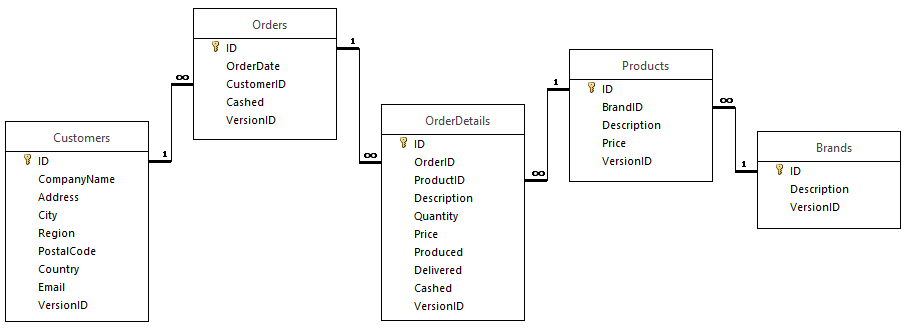 Orders
ID
OrderDate
CustomerID
Cashed
VersionID
1
∞
Customers
ID
CompanyName
Address
City
Region
PostalCode
Country
Email
VersionID
1
OrderDetails
ID
OrderID
ProductID
Description
Quantity
Price
Produced
Delivered
Cashed
VersionID
∞
∞
Products
ID
BrandID
Description
Price
VersionID
1
∞
Brands
ID
Description
VersionID
1